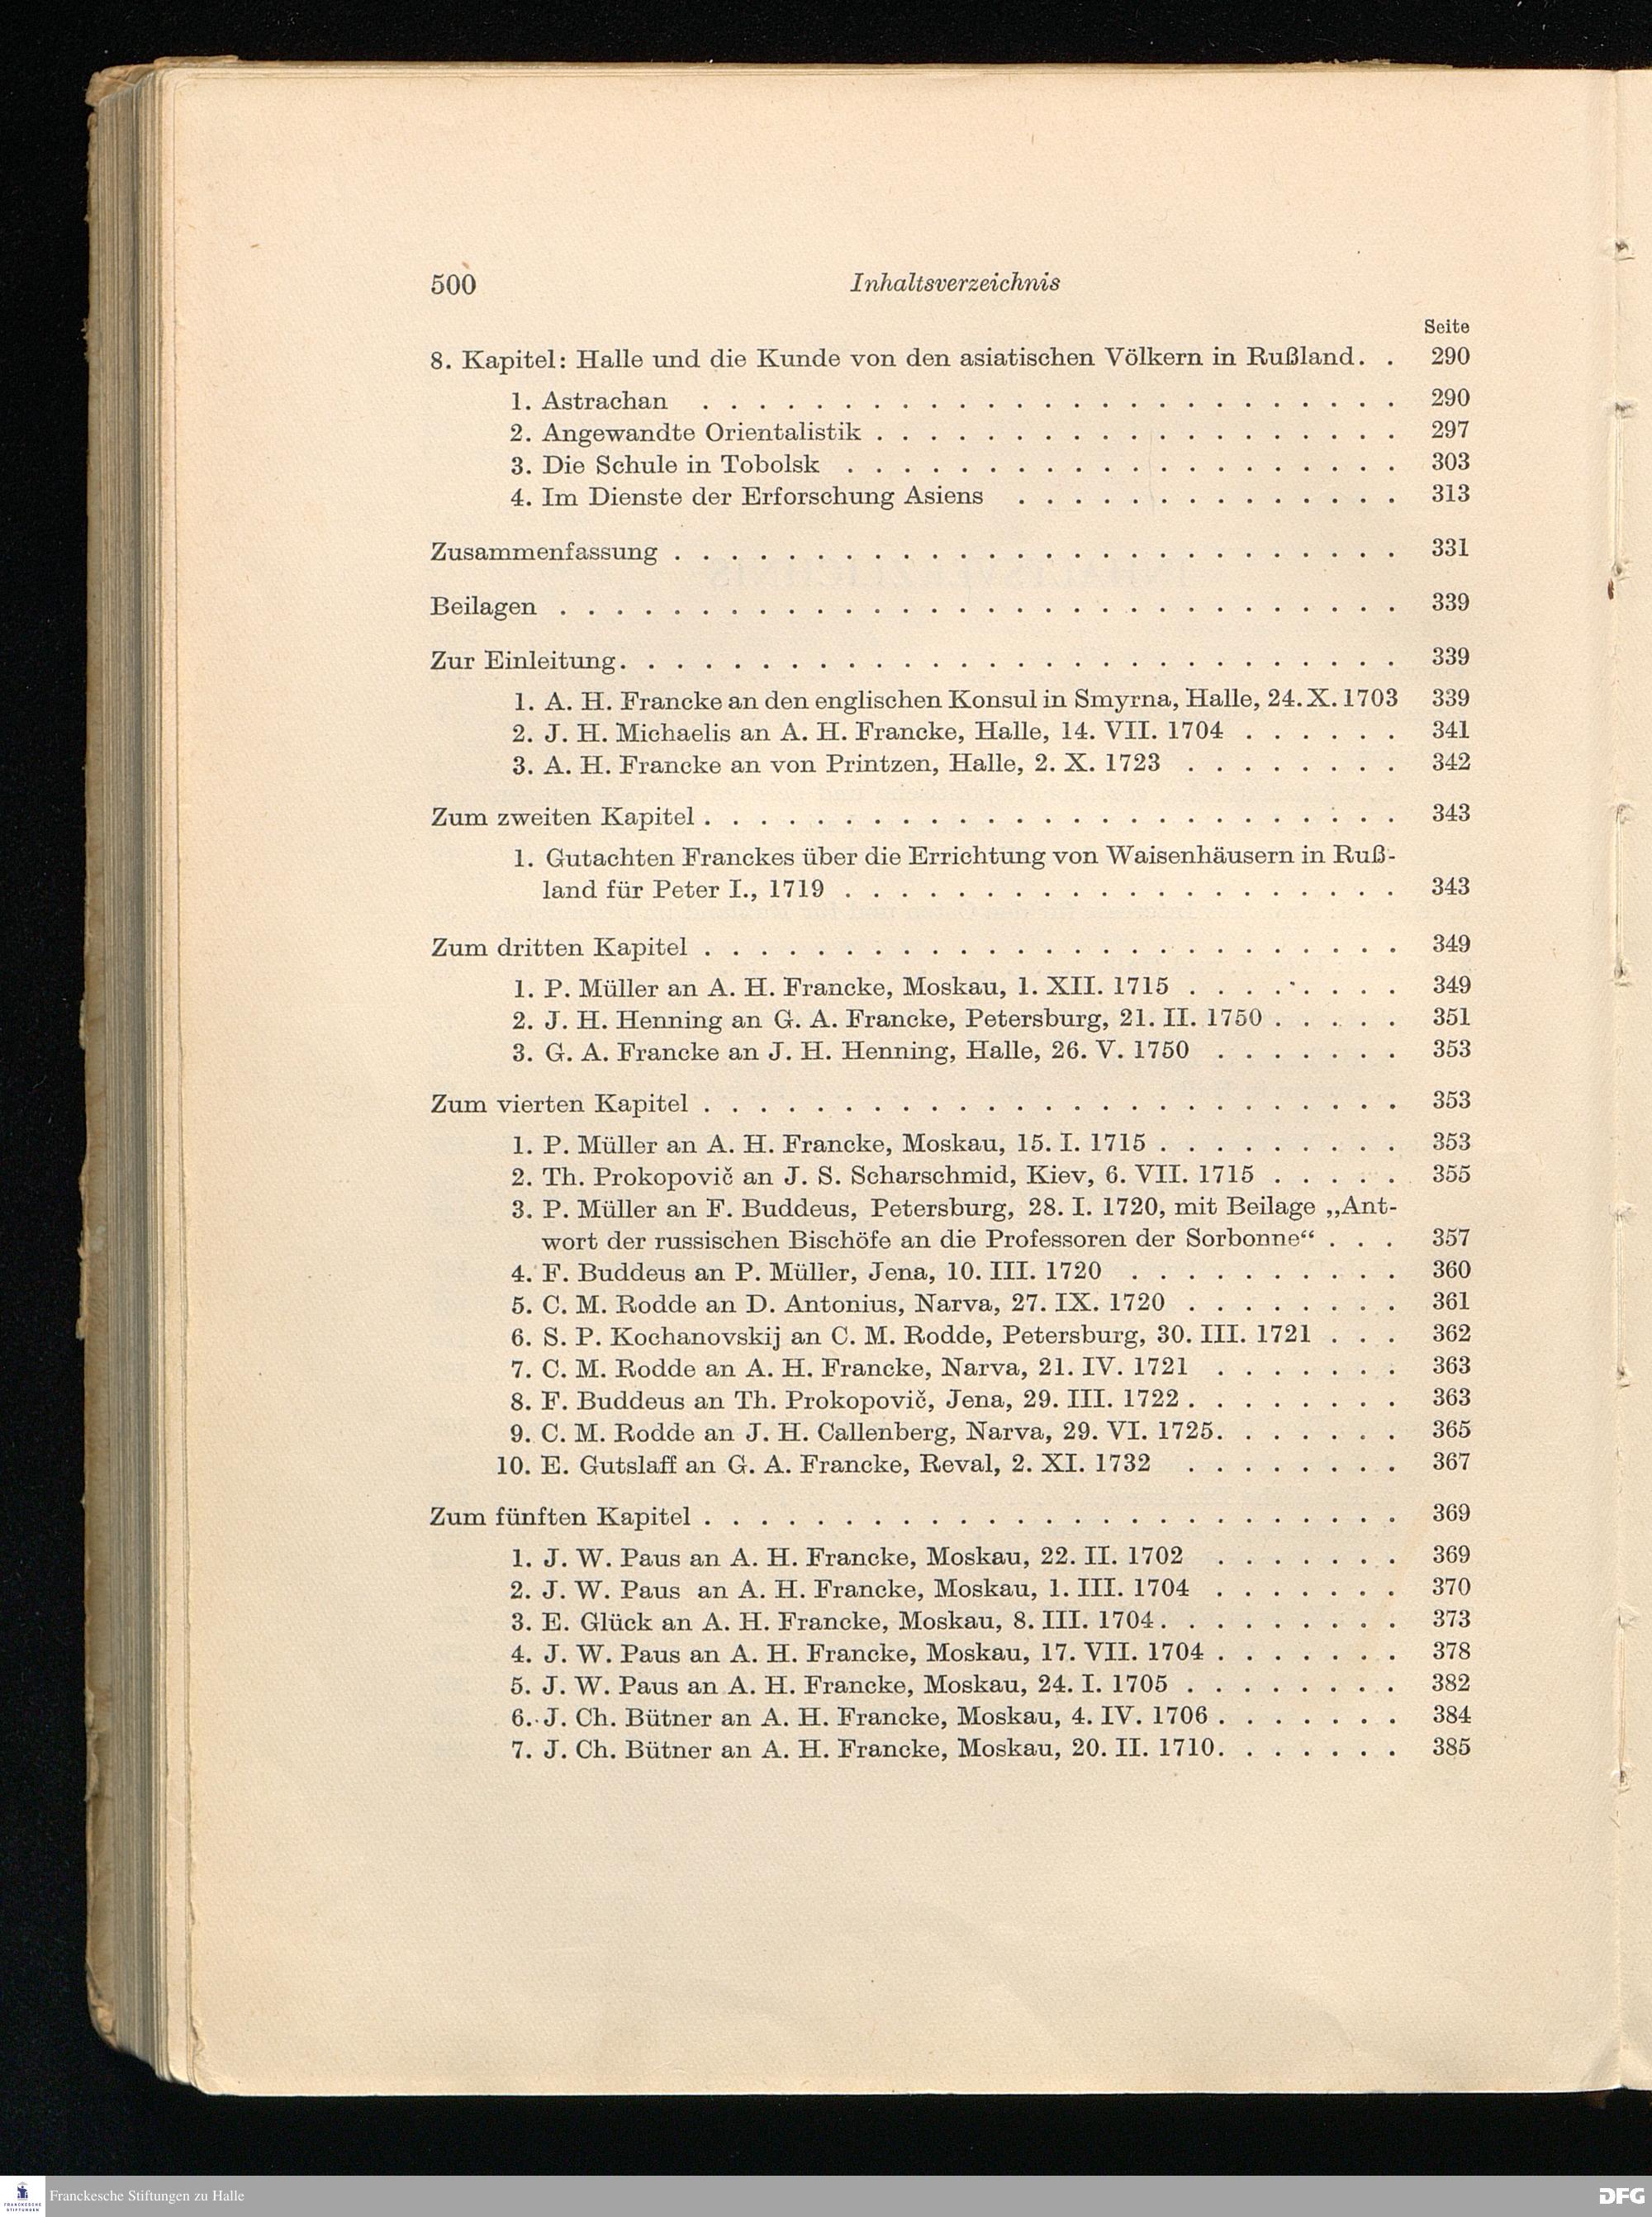 500 Inhaltsverzeichnis
Seite
8. Kapitel: Halle und die Kunde von den asiatischen Völkern in Rußland. . 290
1. Astrachan . . . . . . . . . . . . . . . . . . . . . . . . . 290
2. Angewandte Orientalistik . . . . . . . . . . . . . . . . . . . 297
3. Die Schule in Tobolsk . . . . . . . . . . . . . . . . . . . . 303
4. Im Dienste der Erforschung Asiens . . . . . . . . . . . . . . 313
Zusammenfassung . . . . . . . . . . . . . . . . . . . . . . . . . . 331
Beilagen . . . . . . . . . . . . . . . . . . . . . . . . . . . . . . 339
Zur Einleitung. . . . . . . . . . . . . . . . . . . . . . . . . . . . 339
1. A. H. Francke an den englischen Konsul in Smyrna, Halle, 24. X. 1703 339
2. J. H. Michaelis an A. H. Francke, Halle, 14. VII. 1704 . . . . . . 341
3. A. H. Francke an von Printzen, Halle, 2. X. 1723 . . . . . . . . 342
Zum zweiten Kapitel . . . . . . . . . . . . . . . . . . . . . . . . . 343
1. Gutachten Franckes über die Errichtung von Waisenhäusern in Ruß-
land für Peter I., 1719 . . . . . . . . . . . . . . . . . . . . 343
Zum dritten Kapitel . . . . . . . . . . . . . . . . . . . . . . . . . 349
1. P. Müller an A. H. Francke, Moskau, 1. XII. 1715 . . . . . . . . 349
2. J. H. Henning an G. A. Francke, Petersburg, 21. II. 1750 . . . . . 351
3. G. A. Francke an J. H. Henning, Halle, 26. V. 1750 . . . . . . . 353
Zum vierten Kapitel . . . . . . . . . . . . . . . . . . . . . . . . . 353
1. P. Müller an A. H. Francke, Moskau, 15. I. 1715 . . . . . . . . . 353
2. Th. Prokopovič an J. S. Scharschmid, Kiev, 6. VII. 1715 . . . . . 355
3. P. Müller an F. Buddeus, Petersburg, 28. I. 1720, mit Beilage „Ant-
wort der russischen Bischöfe an die Professoren der Sorbonne“ . . . 357
4. F. Buddeus an P. Müller, Jena, 10. III. 1720 . . . . . . . . . . 360
5. C. M. Rodde an D. Antonius, Narva, 27. IX. 1720 . . . . . . . . 361
6. S. P. Kochanovskij an C. M. Rodde, Petersburg, 30. III. 1721 . . . 362
7. C. M. Rodde an A. H. Francke, Narva, 21. IV. 1721 . . . . . . . 363
8. F. Buddeus an Th. Prokopovič, Jena, 29. III. 1722 . . . . . . . . 363
9. C. M. Rodde an J. H. Callenberg, Narva, 29. VI. 1725. . . . . . . 365
10. E. Gutslaff an G. A. Francke, Reval, 2. XI. 1732 . . . . . . . . 367
Zum fünften Kapitel . . . . . . . . . . . . . . . . . . . . . . . . . 369
1. J. W. Paus an A. H. Francke, Moskau, 22. II. 1702 . . . . . . . 369
2. J. W. Paus an A. H. Francke, Moskau, 1. III. 1704 . . . . . . . 370
3. E. Glück an A. H. Francke, Moskau, 8. III. 1704. . . . . . . . . 373
4. J. W. Paus an A. H. Francke, Moskau, 17. VII. 1704 . . . . . . . 378
5. J. W. Paus an A. H. Francke, Moskau, 24. I. 1705 . . . . . . . . 382
6. J. Ch. Bütner an A. H. Francke, Moskau, 4. IV. 1706 . . . . . . . 384
7. J. Ch. Bütner an A. H. Francke, Moskau, 20. II. 1710. . . . . . . 385
FRANCKESCHE
STIFTUNGEN
Franckesche Stiftungen zu Halle
DFG